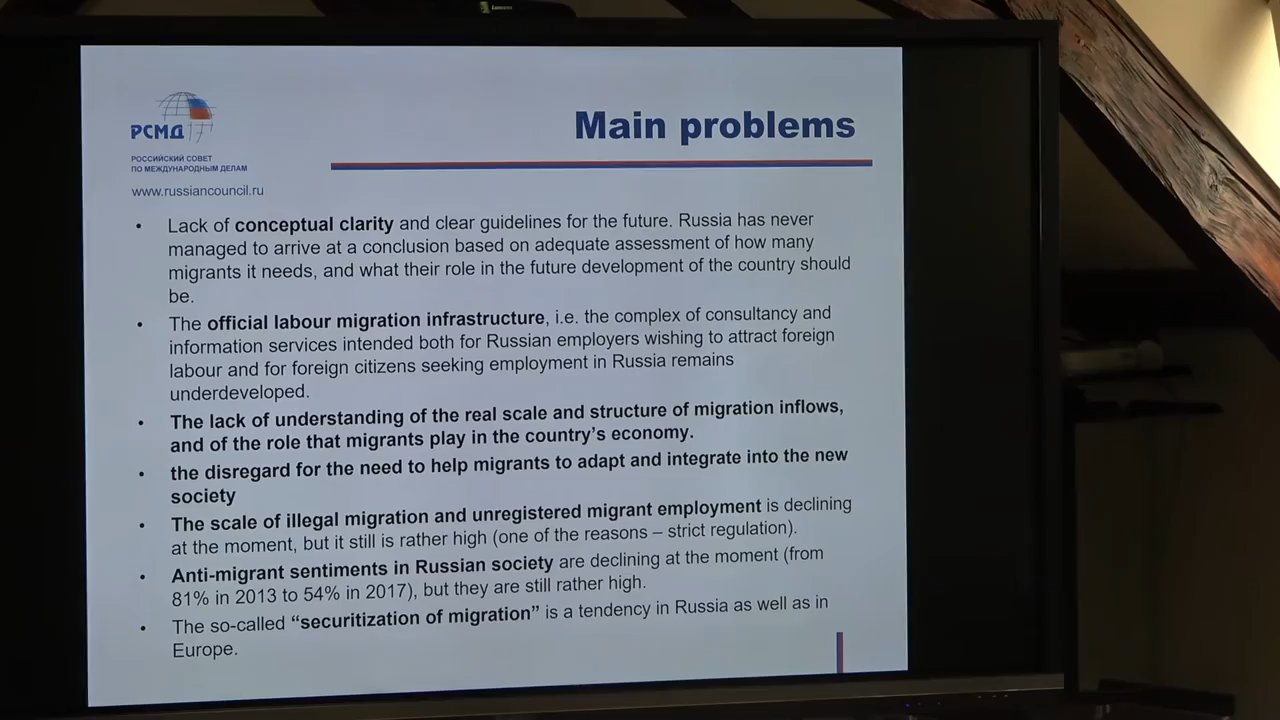 Main problems
РСМД
РОССИЙСКИЙ СОВЕТ
ПО МЕЖДУНАРОДНЫМ ДЕЛАМ
www.russiancouncil.ru
• Lack of conceptual clarity and clear guidelines for the future. Russia has never
managed to arrive at a conclusion based on adequate assessment of how many
migrants it needs, and what their role in the future development of the country should
be.
• The official labour migration infrastructure, i.e. the complex of consultancy and
information services intended both for Russian employers wishing to attract foreign
labour and for foreign citizens seeking employment in Russia remains
underdeveloped.
• The lack of understanding of the real scale and structure of migration inflows,
and of the role that migrants play in the country's economy.
• the disregard for the need to help migrants to adapt and integrate into the new
society
• The scale of illegal migration and unregistered migrant employment is declining
at the moment, but it still is rather high (one of the reasons – strict regulation).
• Anti-migrant sentiments in Russian society are declining at the moment (from
81% in 2013 to 54% in 2017), but they are still rather high.
• The so-called “securitization of migration” is a tendency in Russia as well as in
Europe.